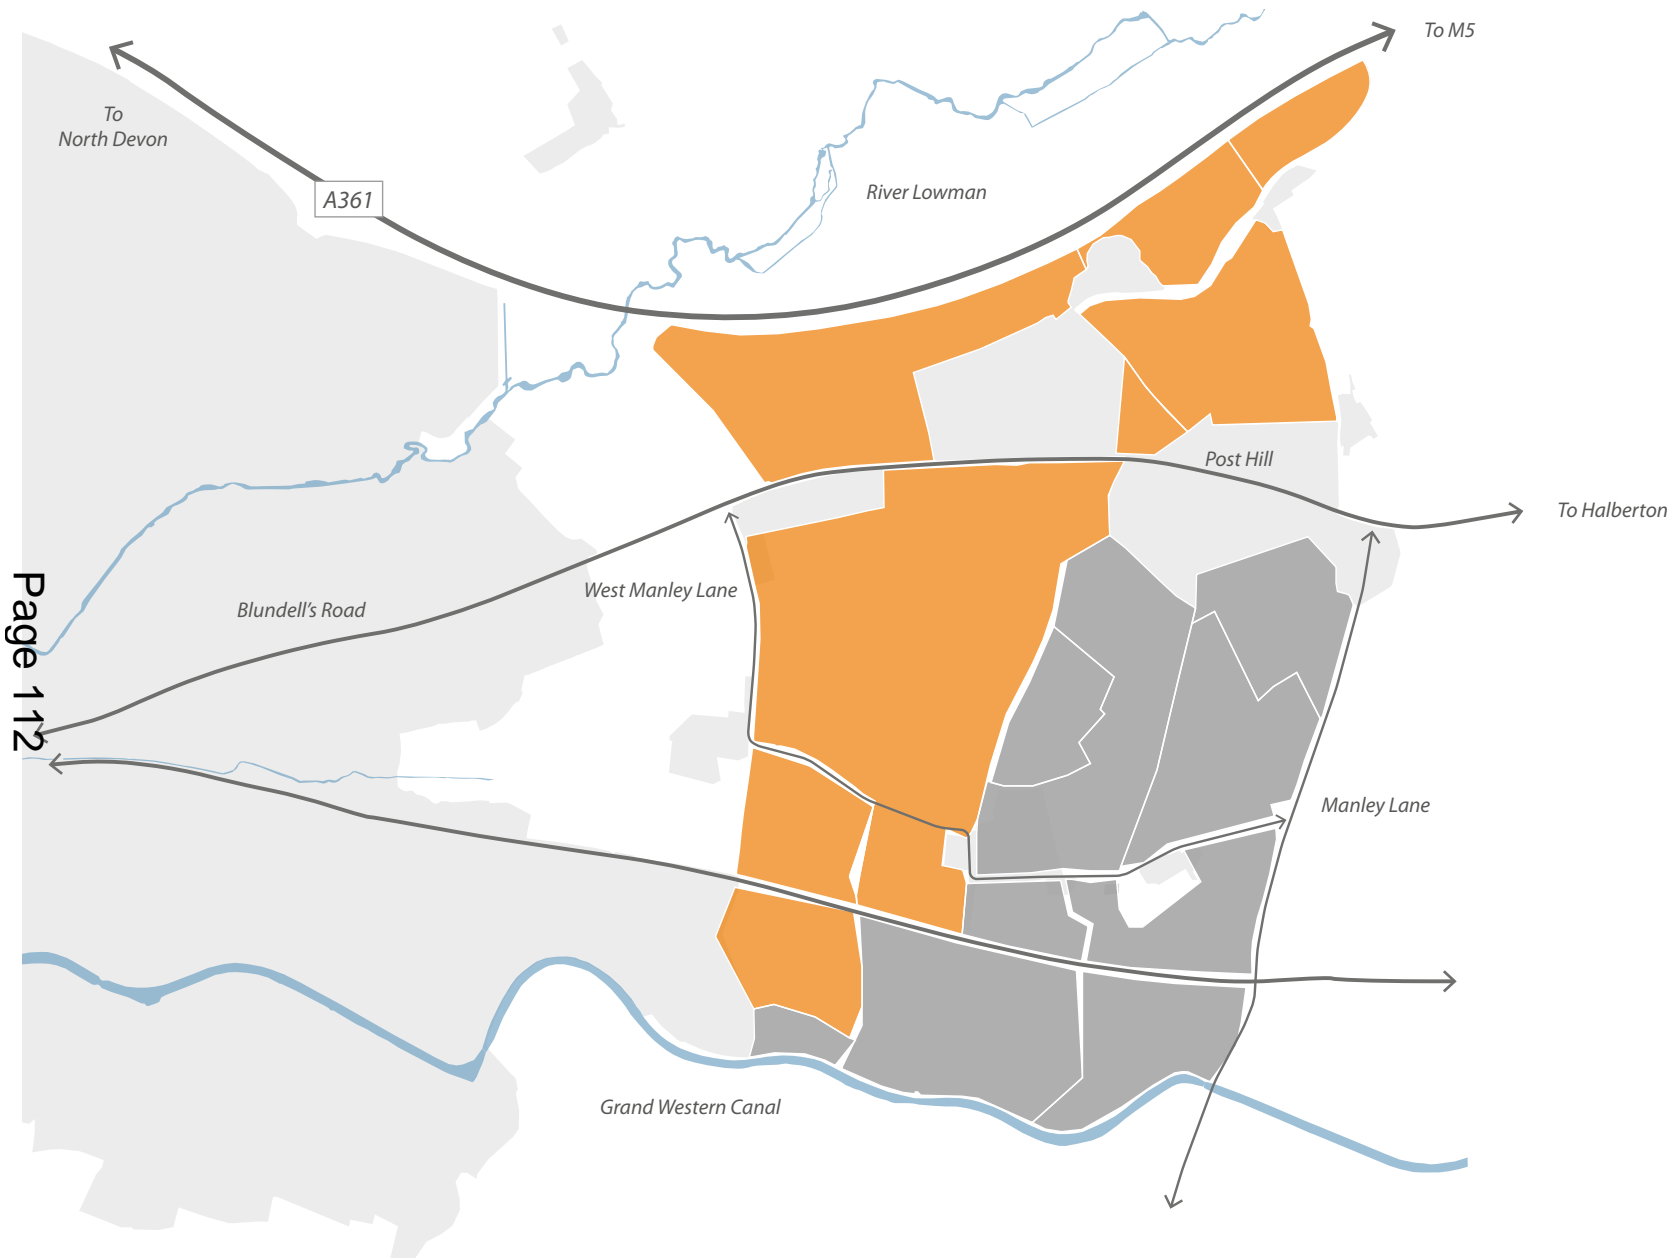 To M5
To
North Devon
A361
River Lowman
Post Hill
To Halberton
West Manley Lane
Blundell's Road
Page 112
Manley Lane
Grand Western Canal